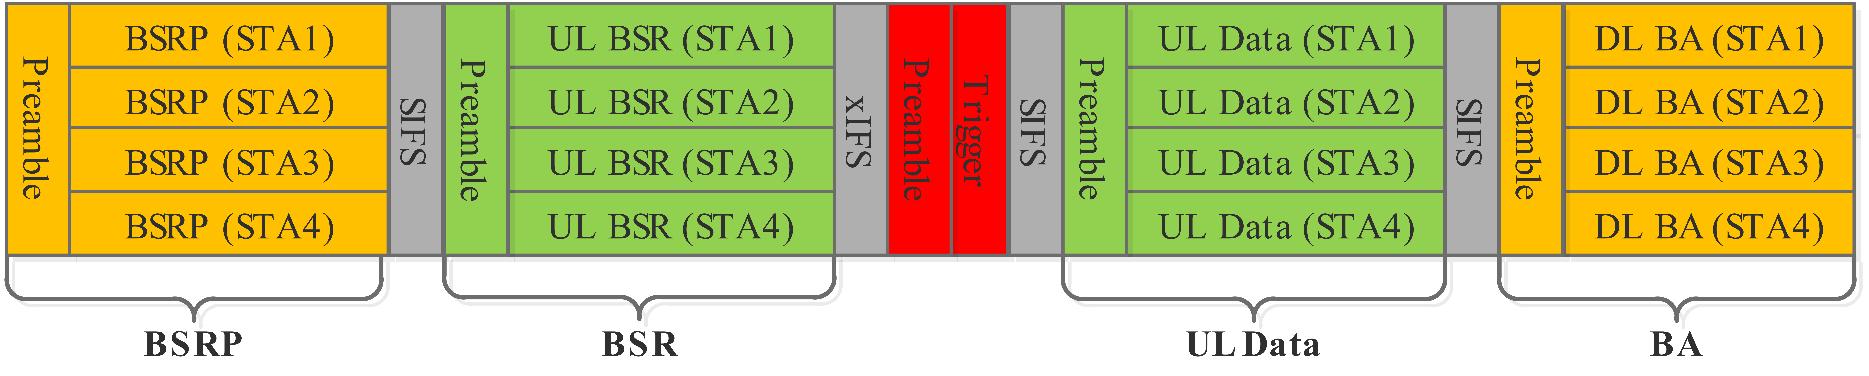 Preamble
BSRP (STA1)
BSRP (STA2)
BSRP (STA3)
BSRP (STA4)
SIFS
Preamble
UL BSR (STA1)
UL BSR (STA2)
UL BSR (STA3)
UL BSR (STA4)
xIFS
Preamble
Trigger
SIFS
Preamble
UL Data (STA1)
UL Data (STA2)
UL Data (STA3)
UL Data (STA4)
SIFS
Preamble
DL BA (STA1)
DL BA (STA2)
DL BA (STA3)
DL BA (STA4)
BSRP
BSR
UL Data
BA